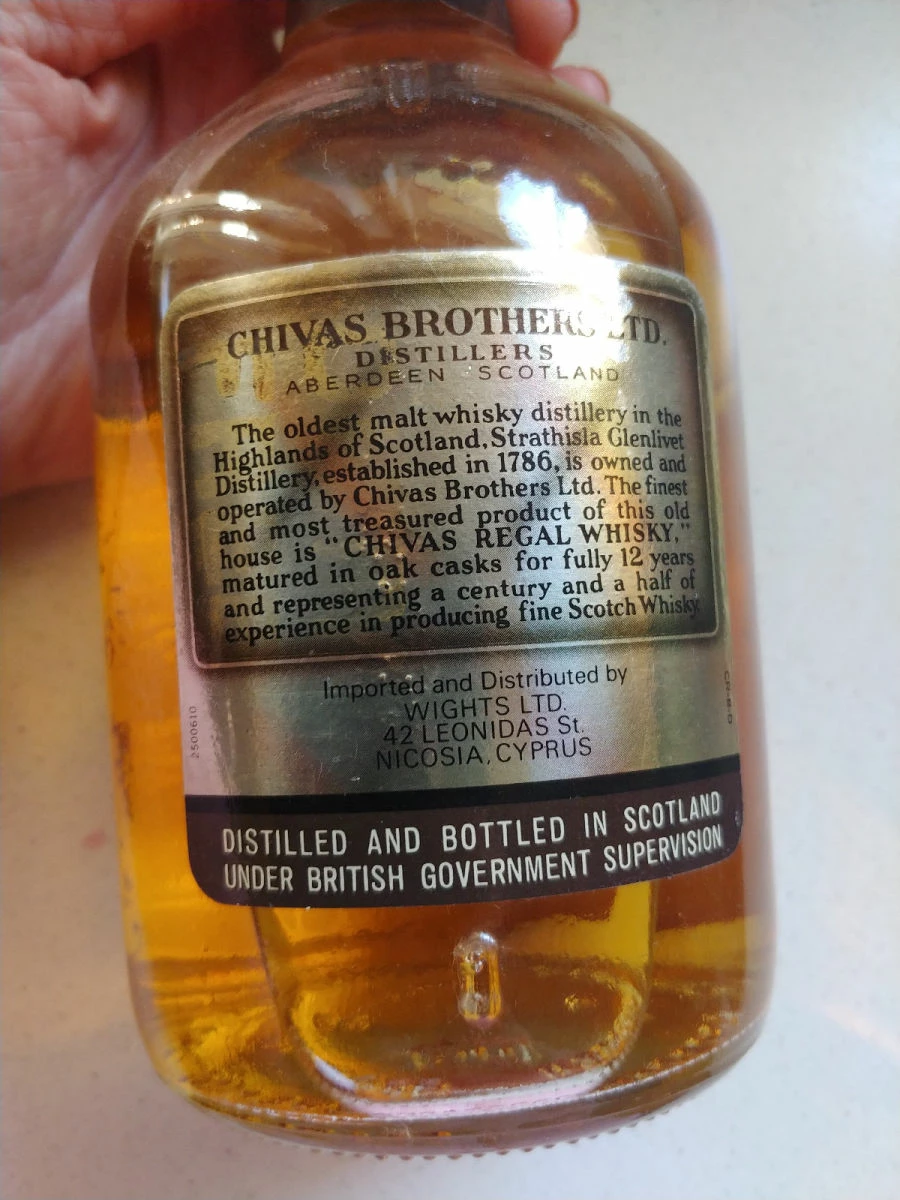 CHIVAS BROTHERS LTD.
DISTILLERS
ABERDEEN SCOTLAND
The oldest malt whisky distillery in the
Highlands of Scotland. Strathisla Glenlivet
Distillery, established in 1786, is owned and
operated by Chivas Brothers Ltd. The finest
and most treasured product of this old
house is "CHIVAS REGAL WHISKY,"
matured in oak casks for fully 12 years
and representing a century and a half of
experience in producing fine Scotch Whisky.
Imported and Distributed by
WIGHTS LTD.
42 LEONIDAS St.
NICOSIA, CYPRUS
2500610
DISTILLED AND BOTTLED IN SCOTLAND
UNDER BRITISH GOVERNMENT SUPERVISION